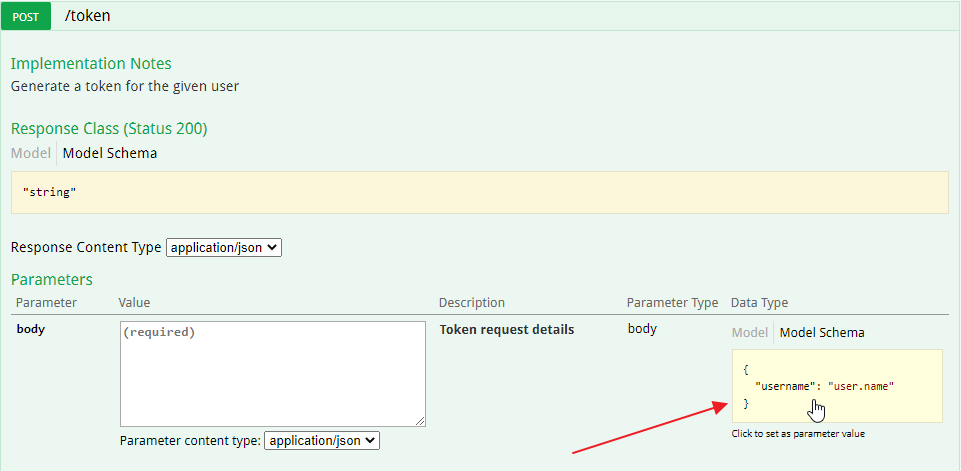 POST /token
Implementation Notes
Generate a token for the given user
Response Class (Status 200)
Model Model Schema
"string"
Response Content Type application/json
Parameters
Parameter Value Description Parameter Type Data Type
body (required) Token request details body Model Model Schema
{
"username": "user.name"
}
Click to set as parameter value
Parameter content type: application/json